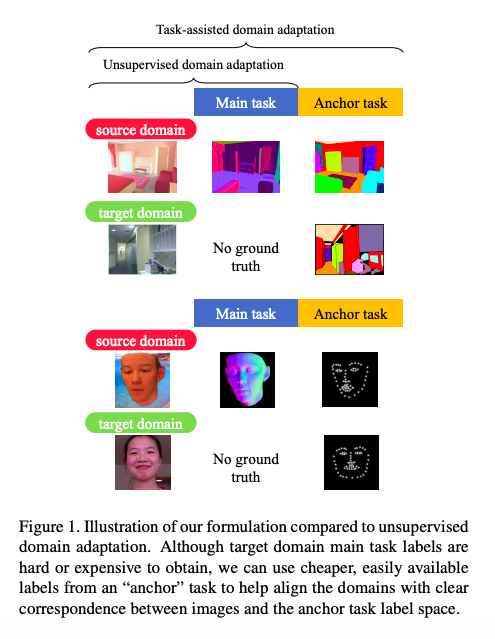 Task-assisted domain adaptation
Unsupervised domain adaptation
Main task
Anchor task
source domain
target domain
No ground
truth
Main task
Anchor task
source domain
target domain
No ground
truth
Figure 1. Illustration of our formulation compared to unsupervised
domain adaptation. Although target domain main task labels are
hard or expensive to obtain, we can use cheaper, easily available
labels from an “anchor” task to help align the domains with clear
correspondence between images and the anchor task label space.